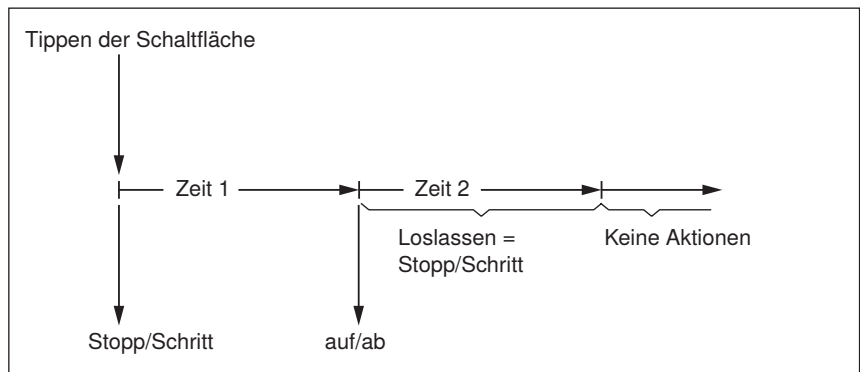 Tippen der Schaltfläche
Zeit 1
Zeit 2
Loslassen =
Stopp/Schritt
Keine Aktionen
Stopp/Schritt
auf/ab